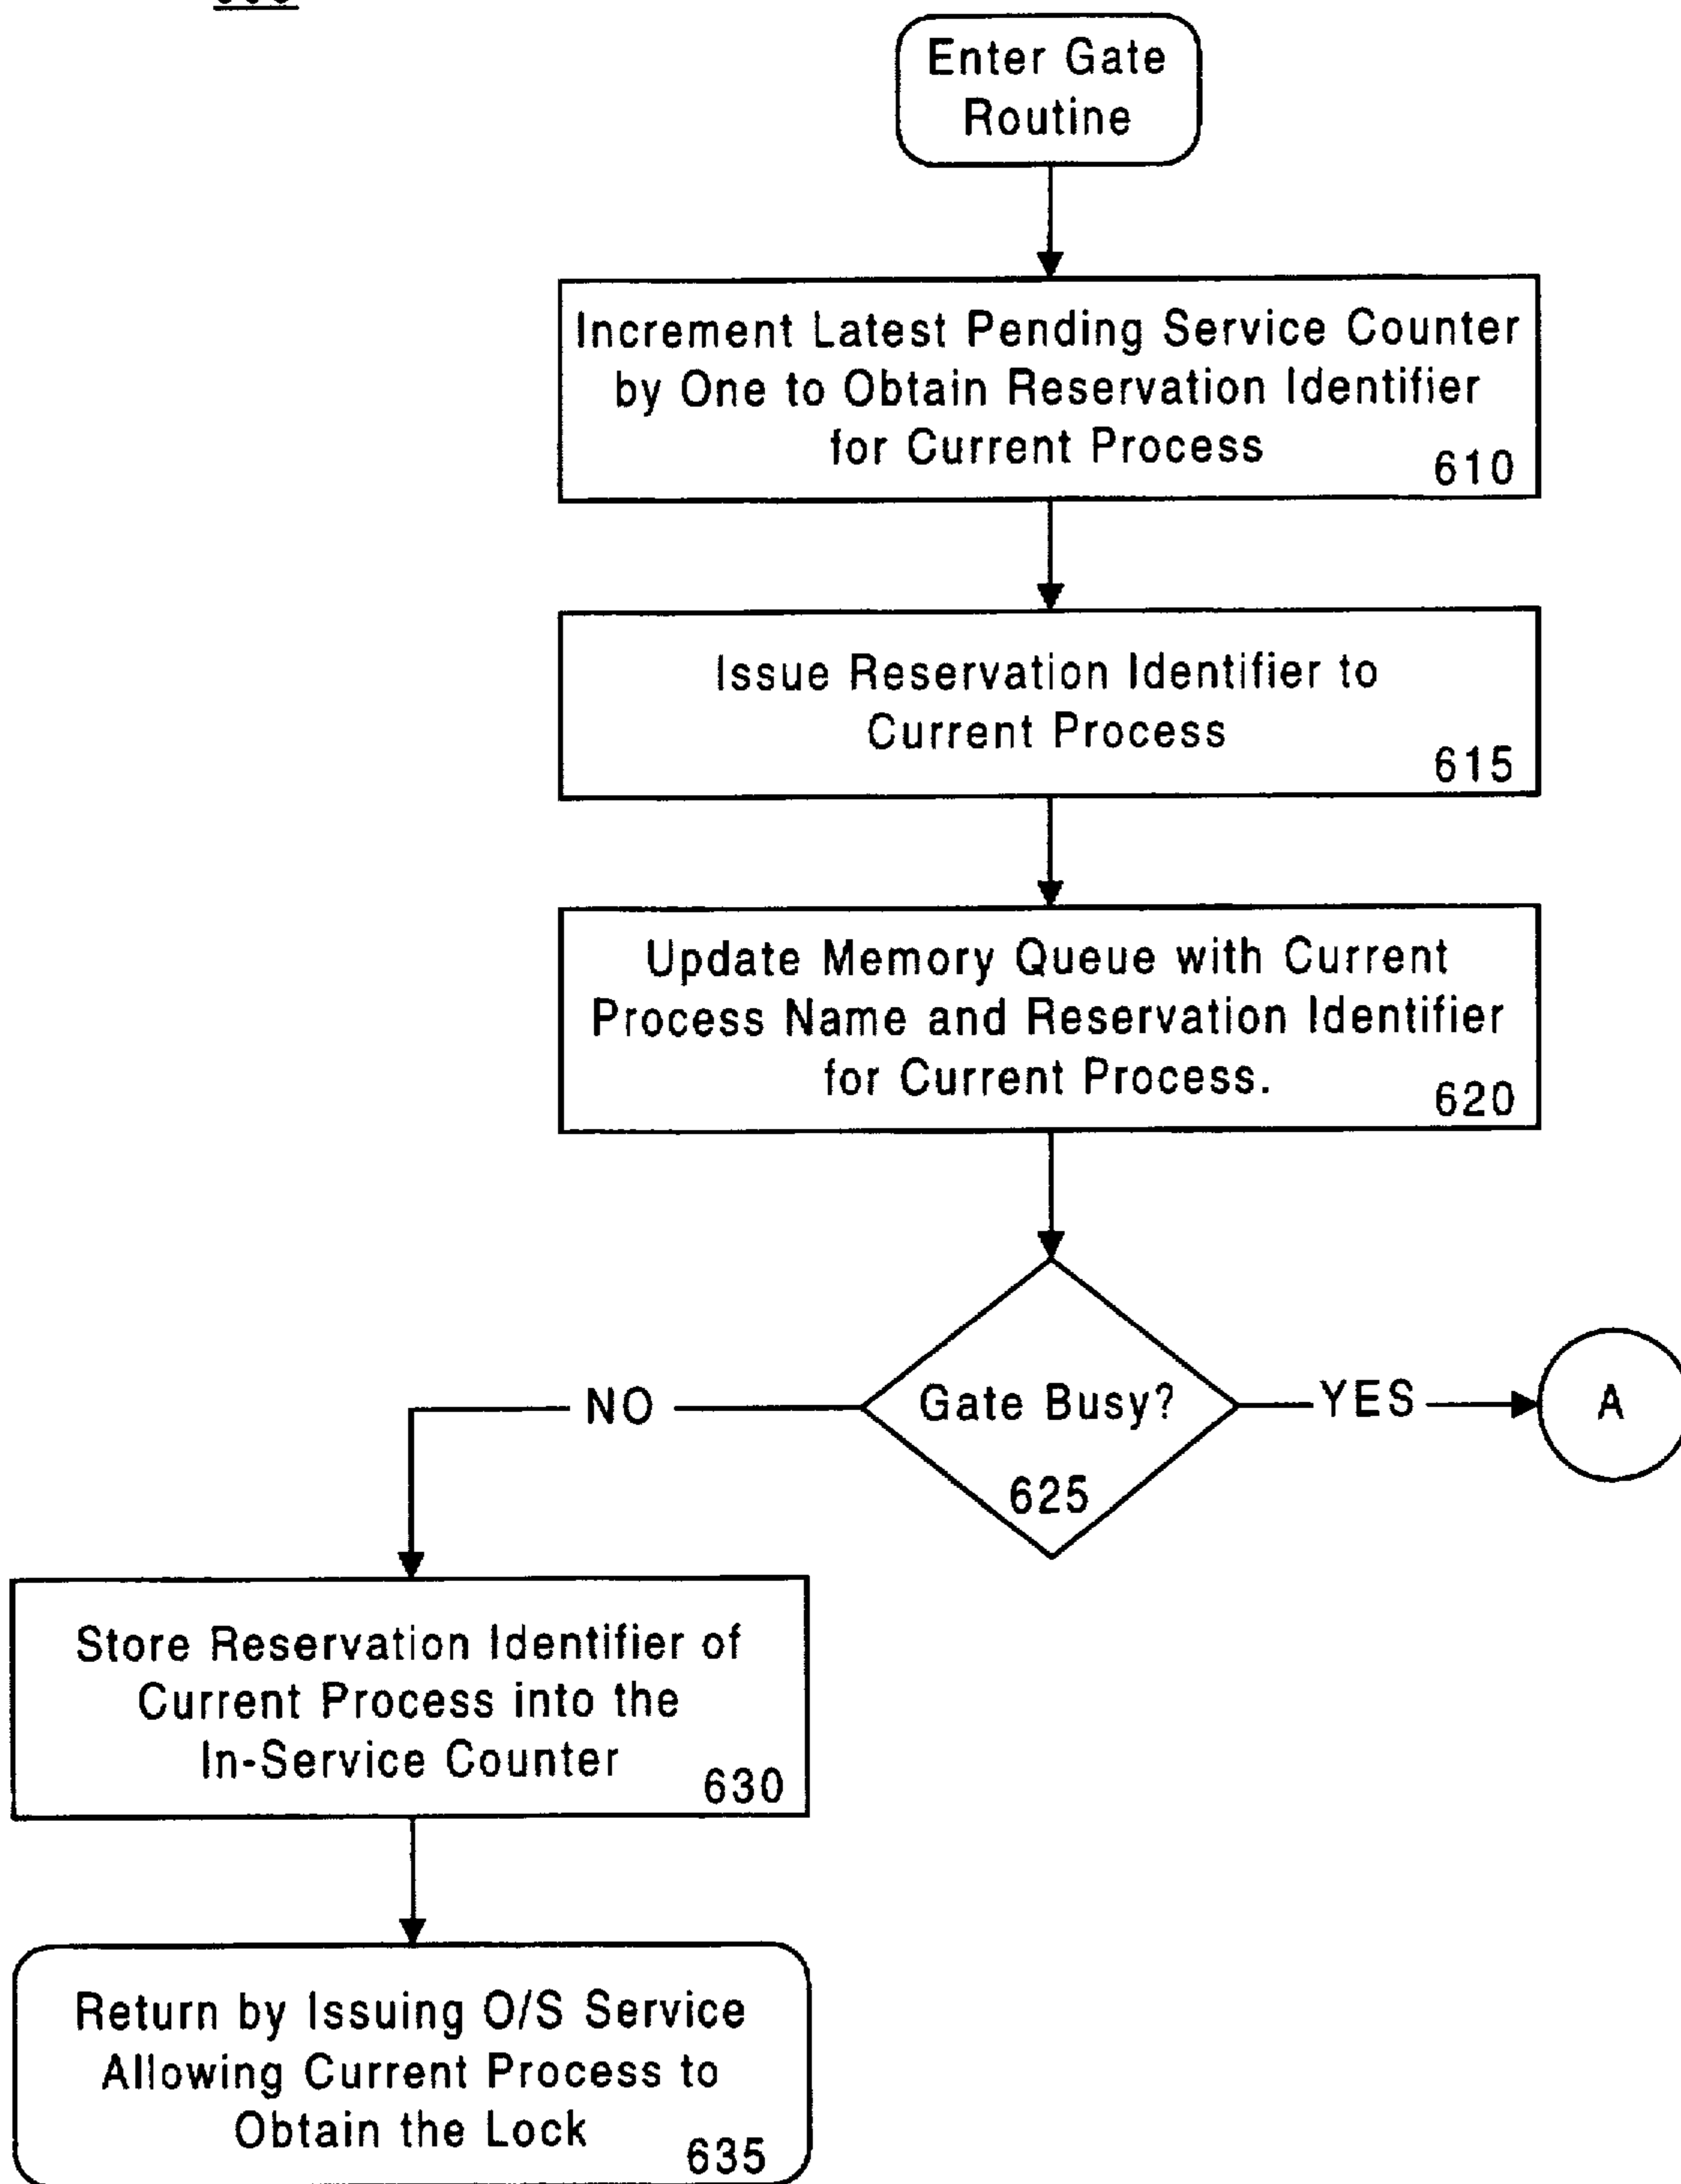 Enter Gate
Routine
Increment Latest Pending Service Counter
by One to Obtain Reservation Identifier
for Current Process
610
Issue Reservation Identifier to
Current Process
615
Update Memory Queue with Current
Process Name and Reservation Identifier
for Current Process.
620
Gate Busy?
625
NO
YES
A
Store Reservation Identifier of
Current Process into the
In-Service Counter
630
Return by Issuing O/S Service
Allowing Current Process to
Obtain the Lock
635